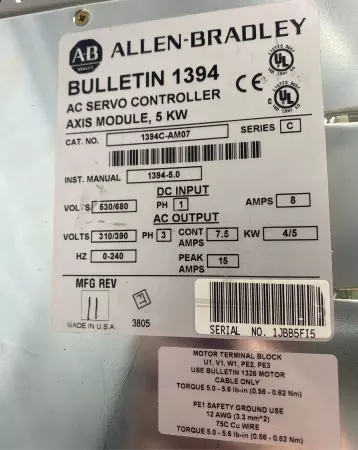 AB ALLEN-BRADLEY
BULLETIN 1394
AC SERVO CONTROLLER
AXIS MODULE, 5 KW
CE
UL
UL
CAT. NO. 1394C-AM07 SERIES C
INST. MANUAL 1394-5.0
DC INPUT
VOLTS 530/680 PH 1 AMPS 8
AC OUTPUT
VOLTS 310/390 PH 3 CONT AMPS 7.5 KW 4/5
HZ 0-240 PEAK AMPS 15
MFG REV
11
MADE IN U.S.A. 3805
SERIAL NO. 1JBB5FI5
MOTOR TERMINAL BLOCK
U1, V1, W1, PE2, PE3
USE BULLETIN 1326 MOTOR
CABLE ONLY
TORQUE 5.0 - 5.6 lb-in (0.56 - 0.62 Nm)
PE1 SAFETY GROUND USE
12 AWG (3.3 mm^2)
75C Cu WIRE
TORQUE 5.0 - 5.6 lb-in (0.56 - 0.62 Nm)